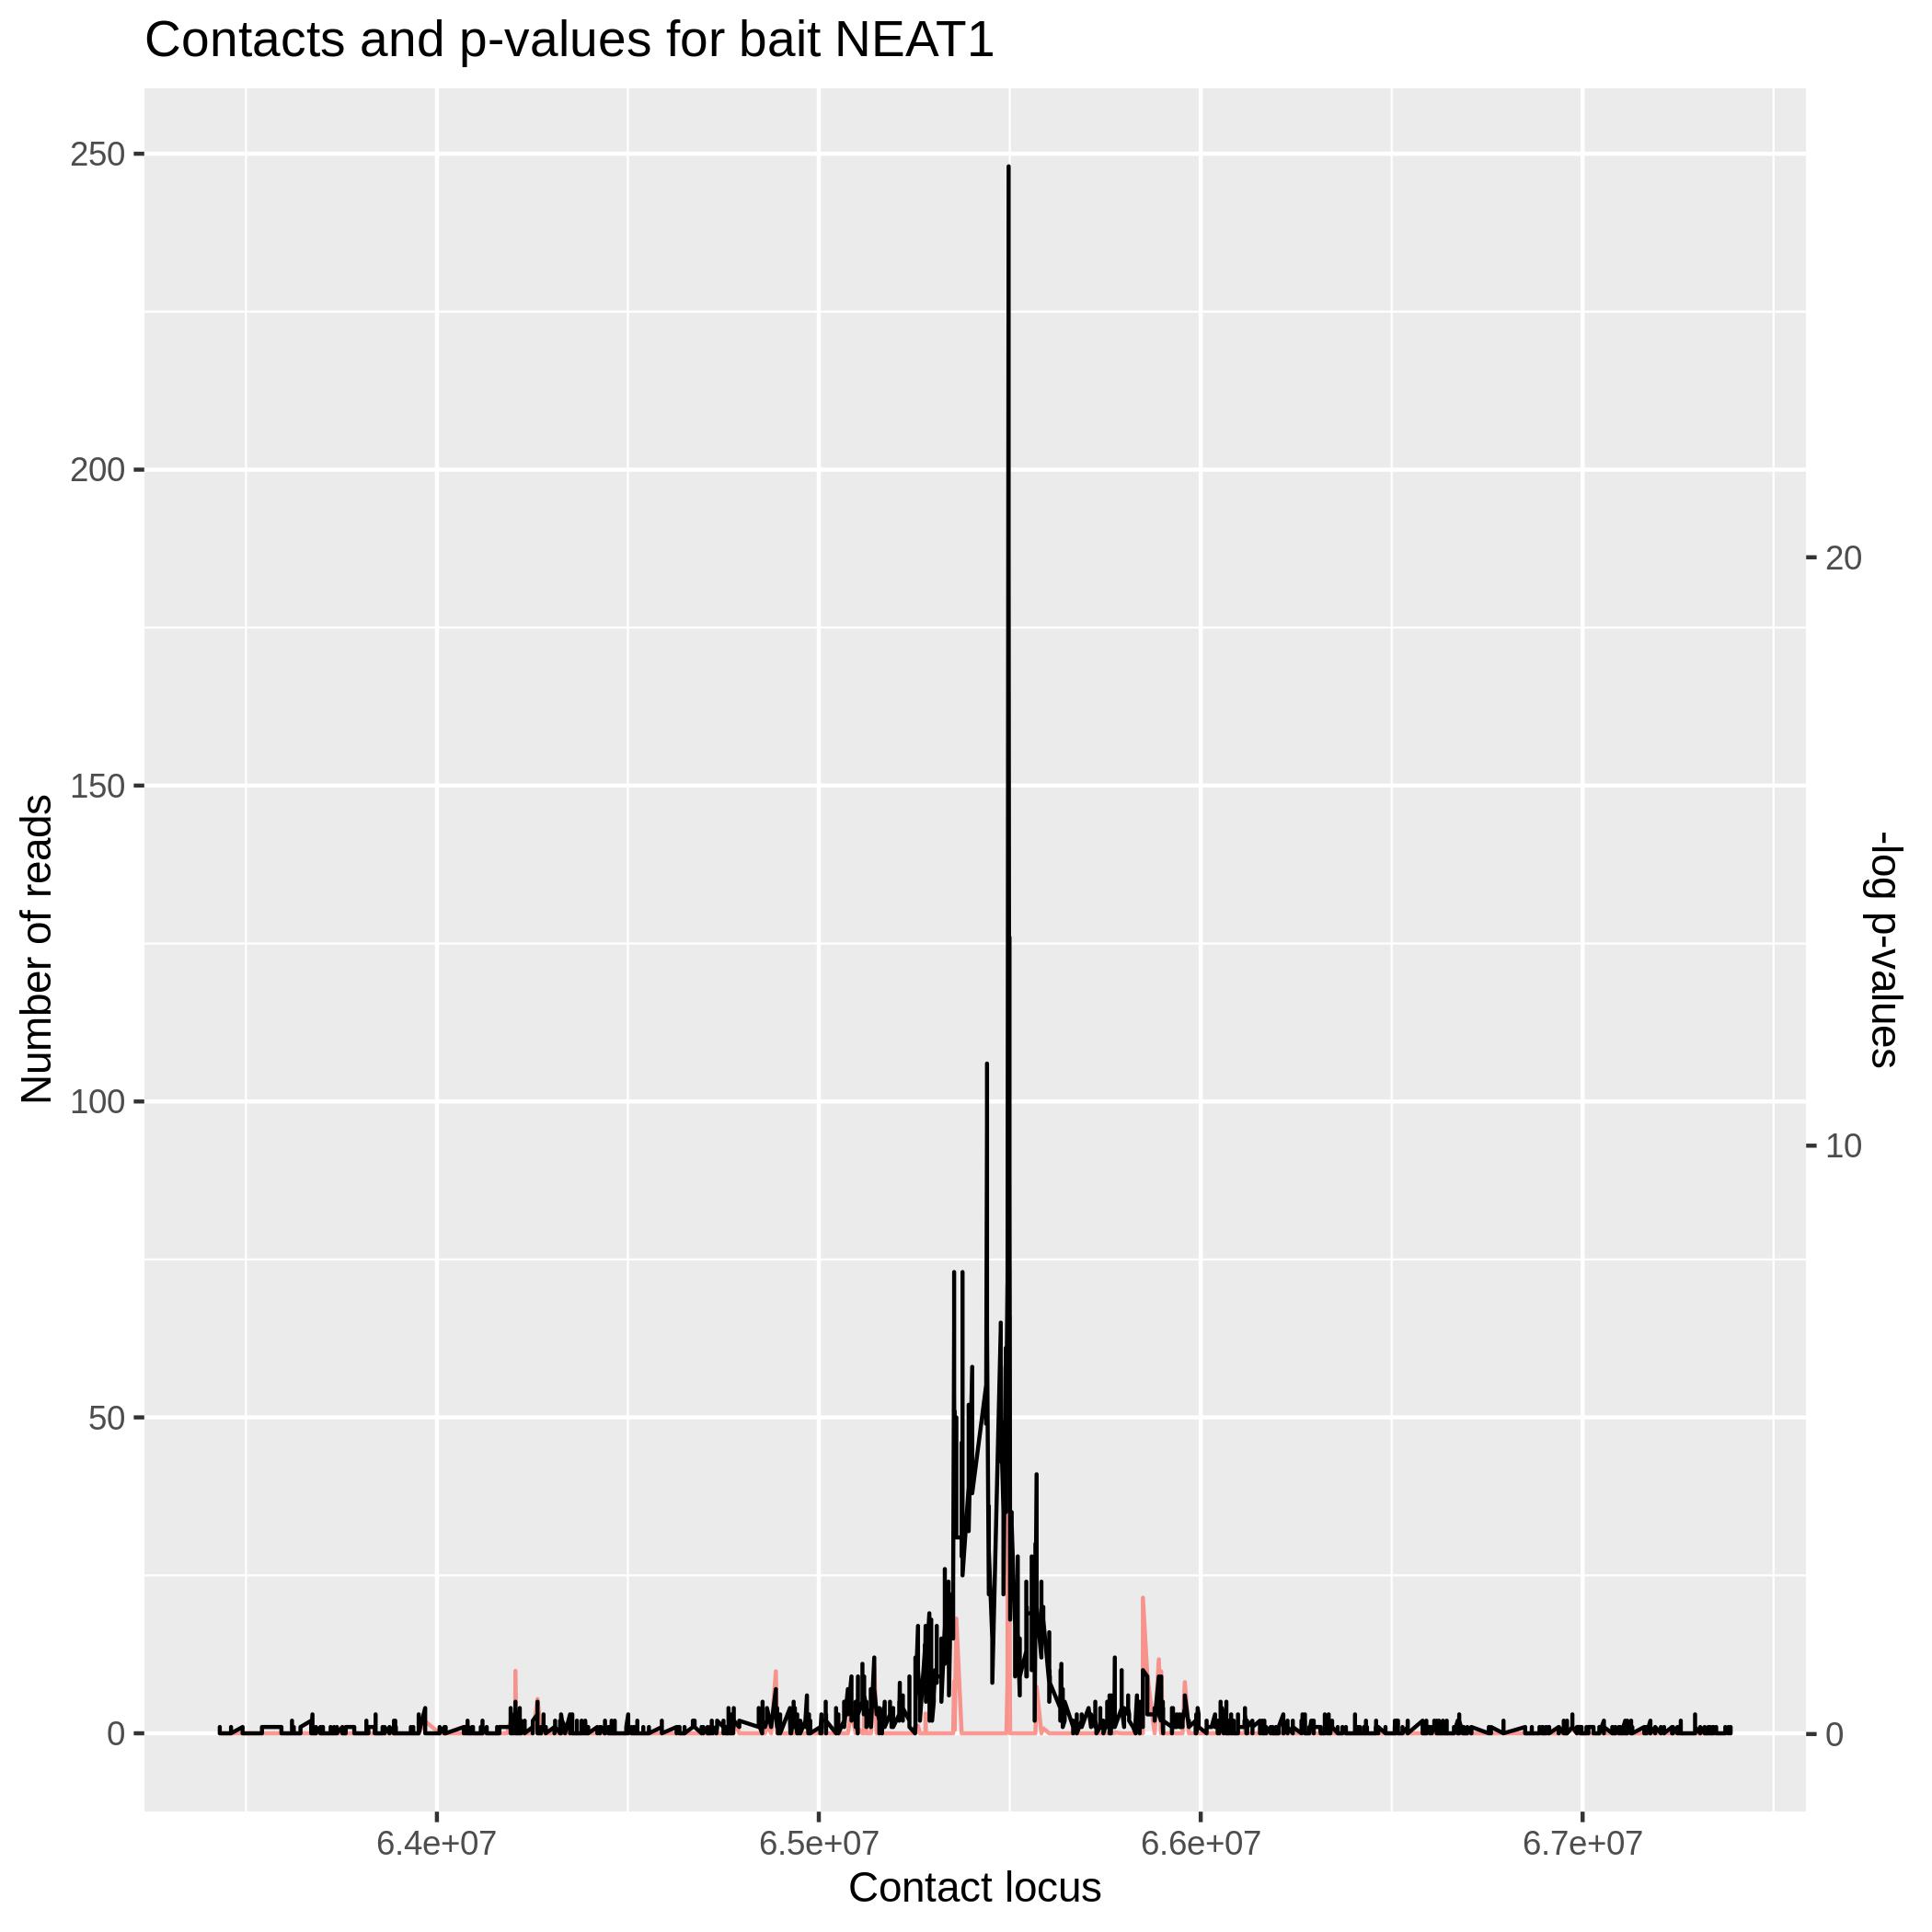 Contacts and p-values for bait NEAT1
250
200
150
100
50
0
Number of reads
20
10
0
-log p-values
6.4e+07
6.5e+07
6.6e+07
6.7e+07
Contact locus